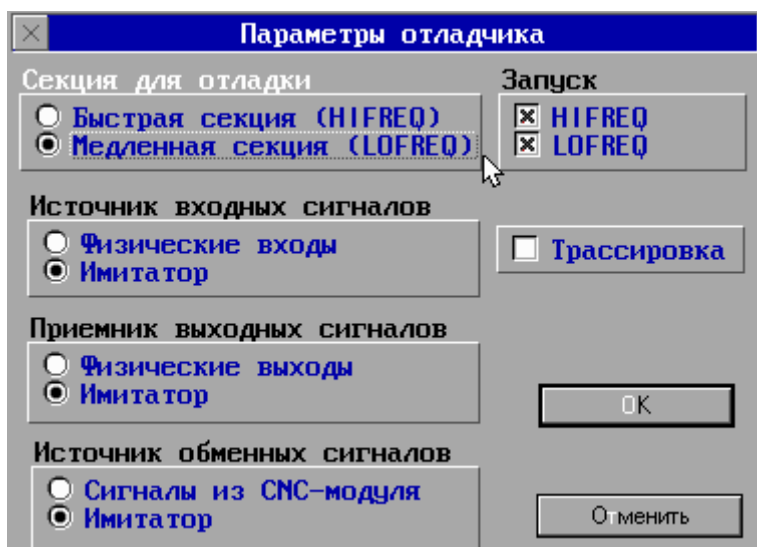 Параметры отладчика
Секция для отладки
Быстрая секция (HIFREQ)
Медленная секция (LOFREQ)
Запуск
HIFREQ
LOFREQ
Источник входных сигналов
Физические входы
Имитатор
Трассировка
Приемник выходных сигналов
Физические выходы
Имитатор
OK
Источник обменных сигналов
Сигналы из CNC-модуля
Имитатор
Отменить